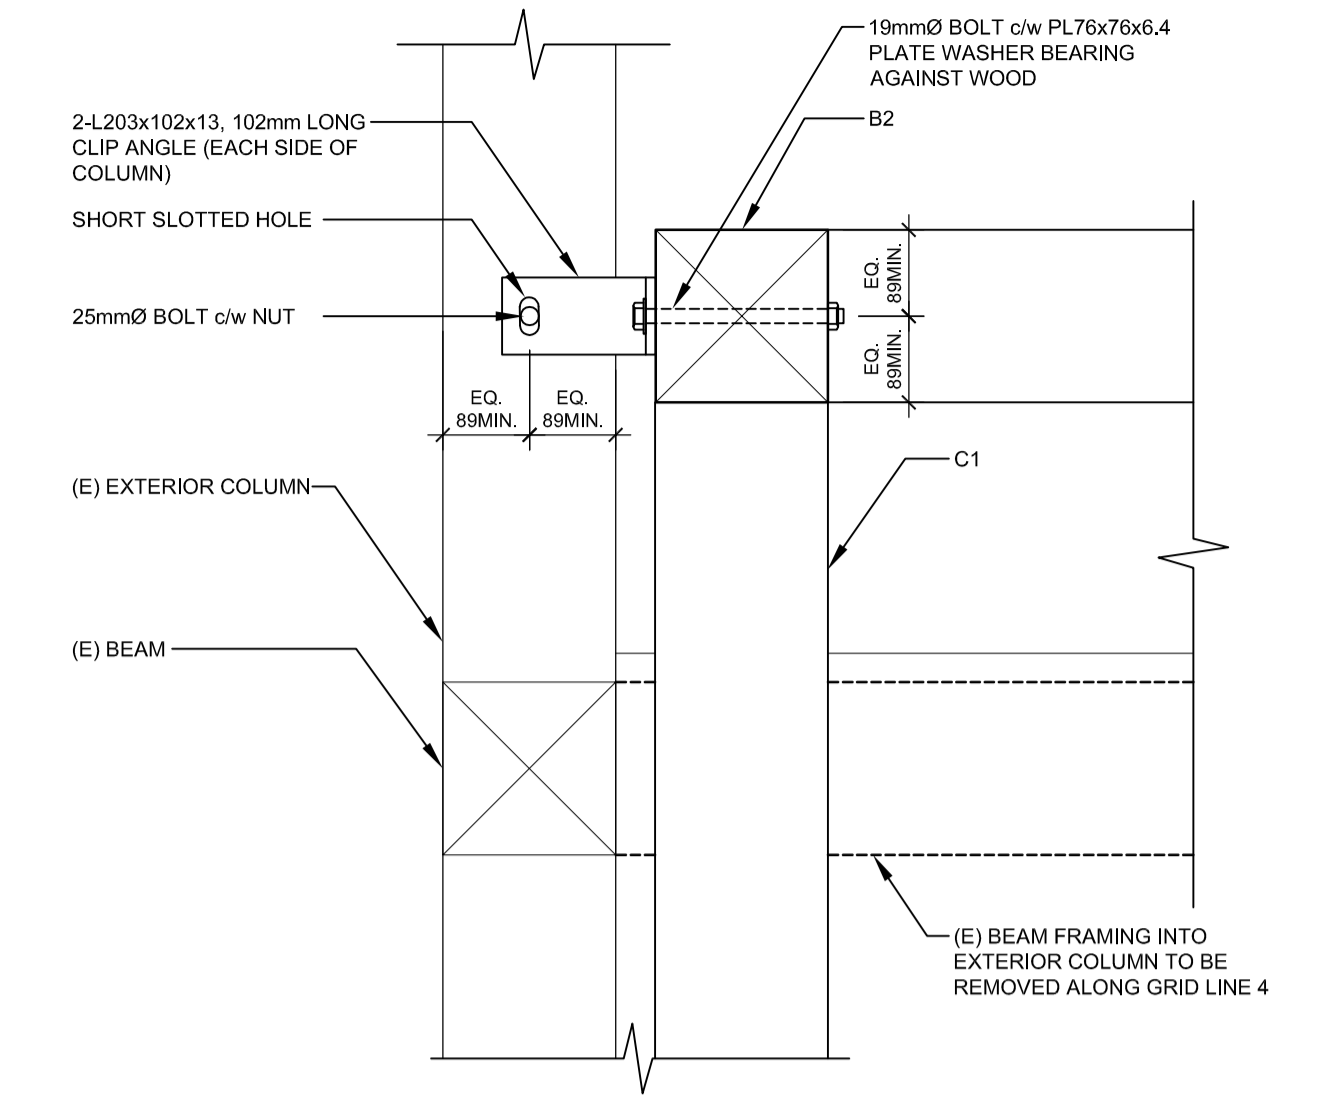 19mmØ BOLT c/w PL76x76x6.4
PLATE WASHER BEARING
AGAINST WOOD
B2
2-L203x102x13, 102mm LONG
CLIP ANGLE (EACH SIDE OF
COLUMN)
SHORT SLOTTED HOLE
25mmØ BOLT c/w NUT
EQ.
89MIN.
EQ.
89MIN.
EQ.
89MIN.
EQ.
89MIN.
C1
(E) EXTERIOR COLUMN
(E) BEAM
(E) BEAM FRAMING INTO
EXTERIOR COLUMN TO BE
REMOVED ALONG GRID LINE 4